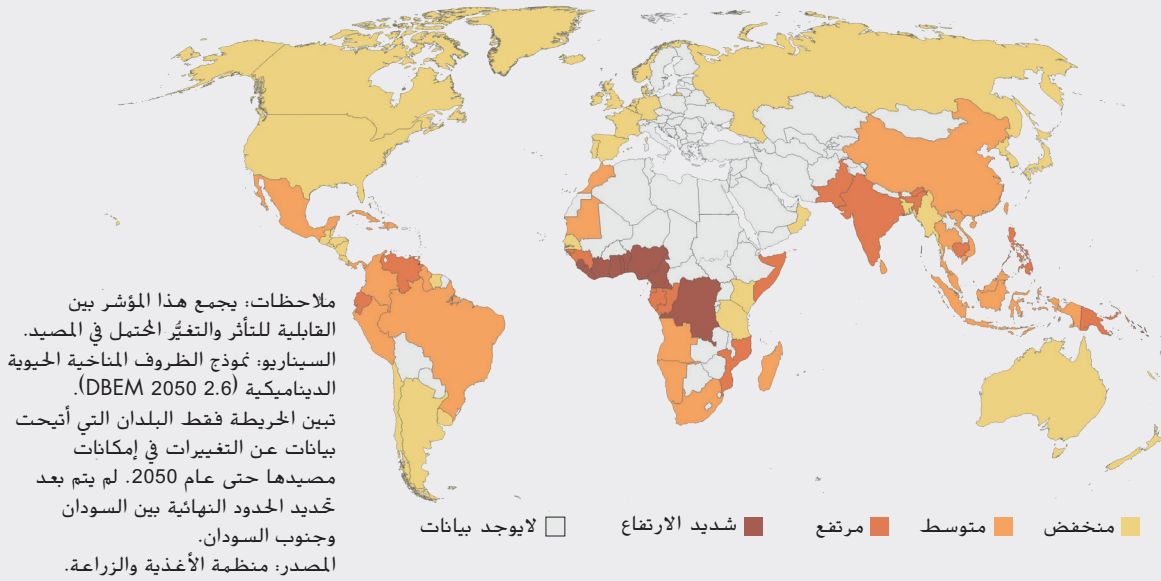 ملاحظات: يجمع هذا المؤشر بين
القابلية للتأثر والتغيُّر المحتمل في المصيد.
السيناريو: نموذج الظروف المناخية الحيوية
الديناميكية (DBEM 2050 2.6).
تبين الخريطة فقط البلدان التي أتيحت
بيانات عن التغييرات في إمكانات
مصيدها حتى عام 2050. لم يتم بعد
تحديد الحدود النهائية بين السودان
وجنوب السودان.
المصدر: منظمة الأغذية والزراعة.
منخفض متوسط مرتفع شديد الارتفاع لايوجد بيانات